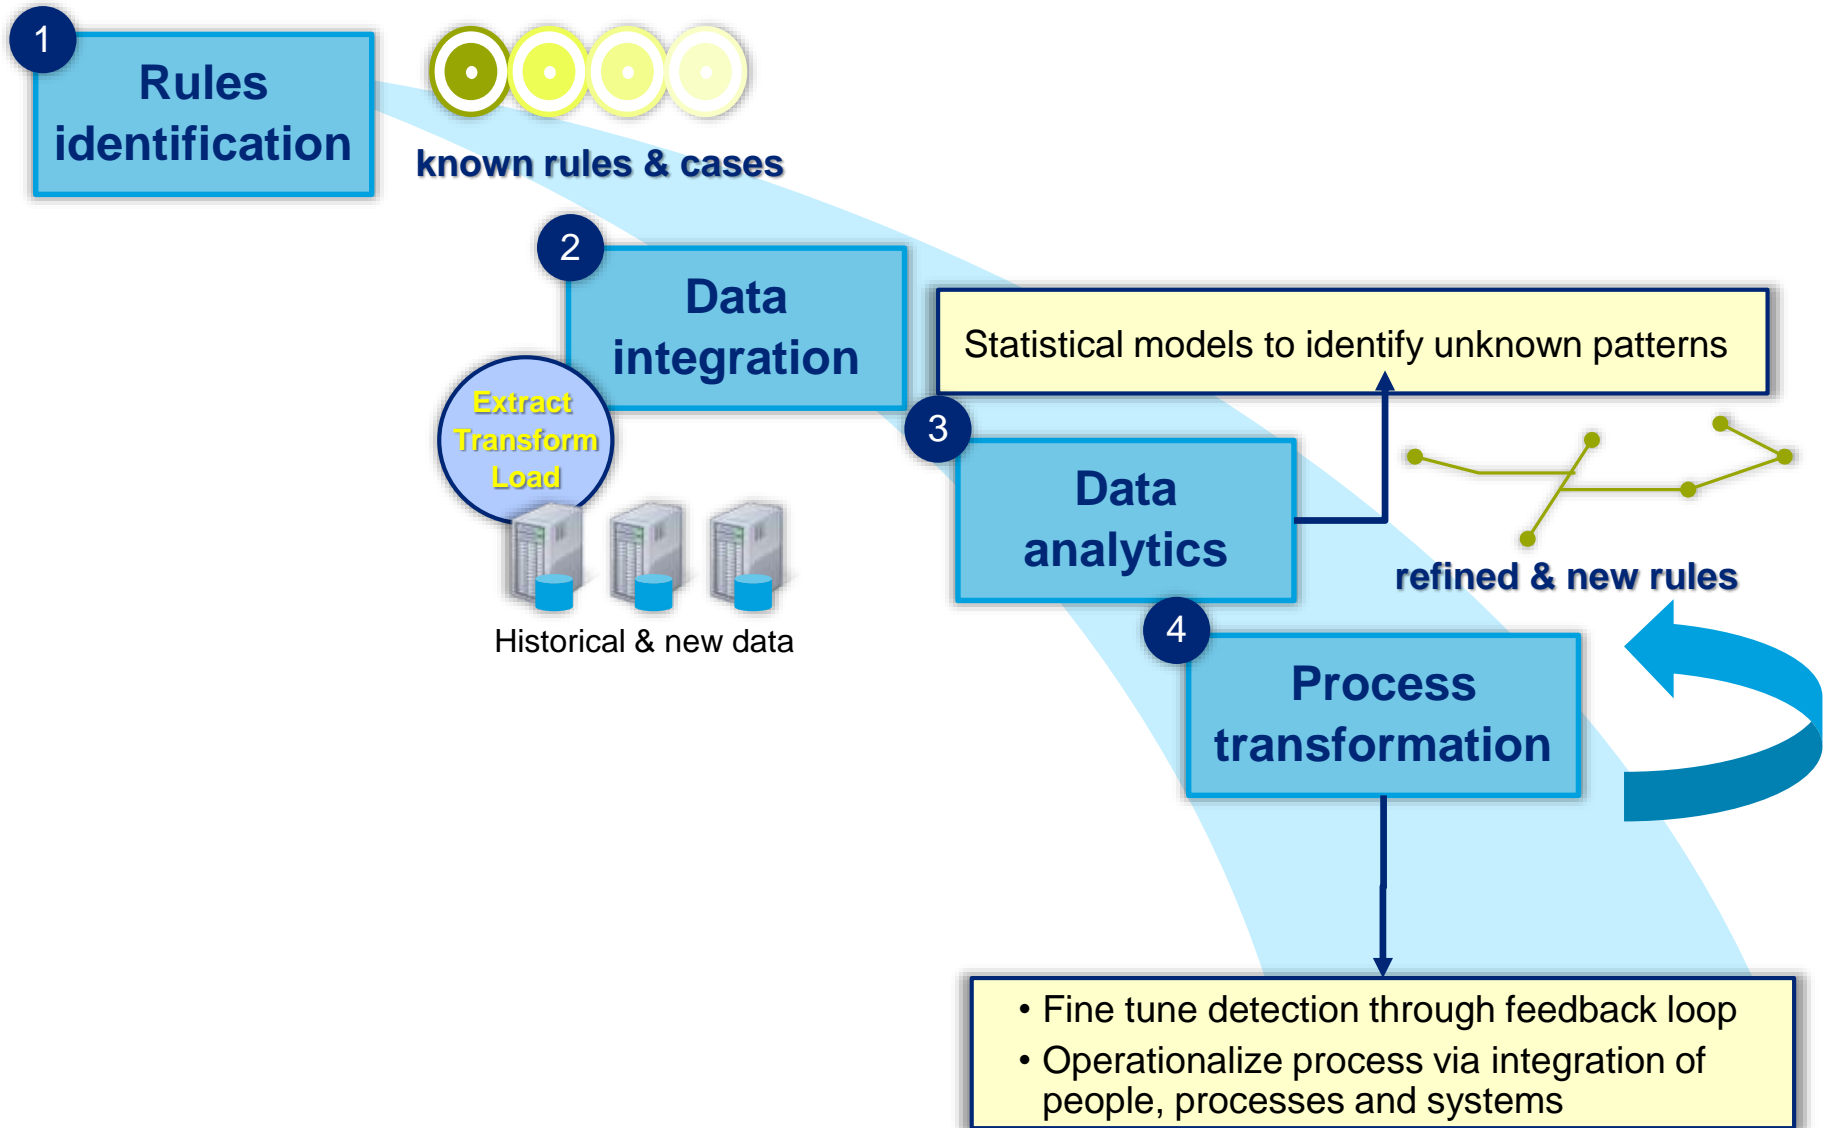 1
Rules
identification
known rules & cases
2
Data
integration
Extract
Transform
Load
Historical & new data
Statistical models to identify unknown patterns
3
Data
analytics
refined & new rules
4
Process
transformation
• Fine tune detection through feedback loop
• Operationalize process via integration of
people, processes and systems